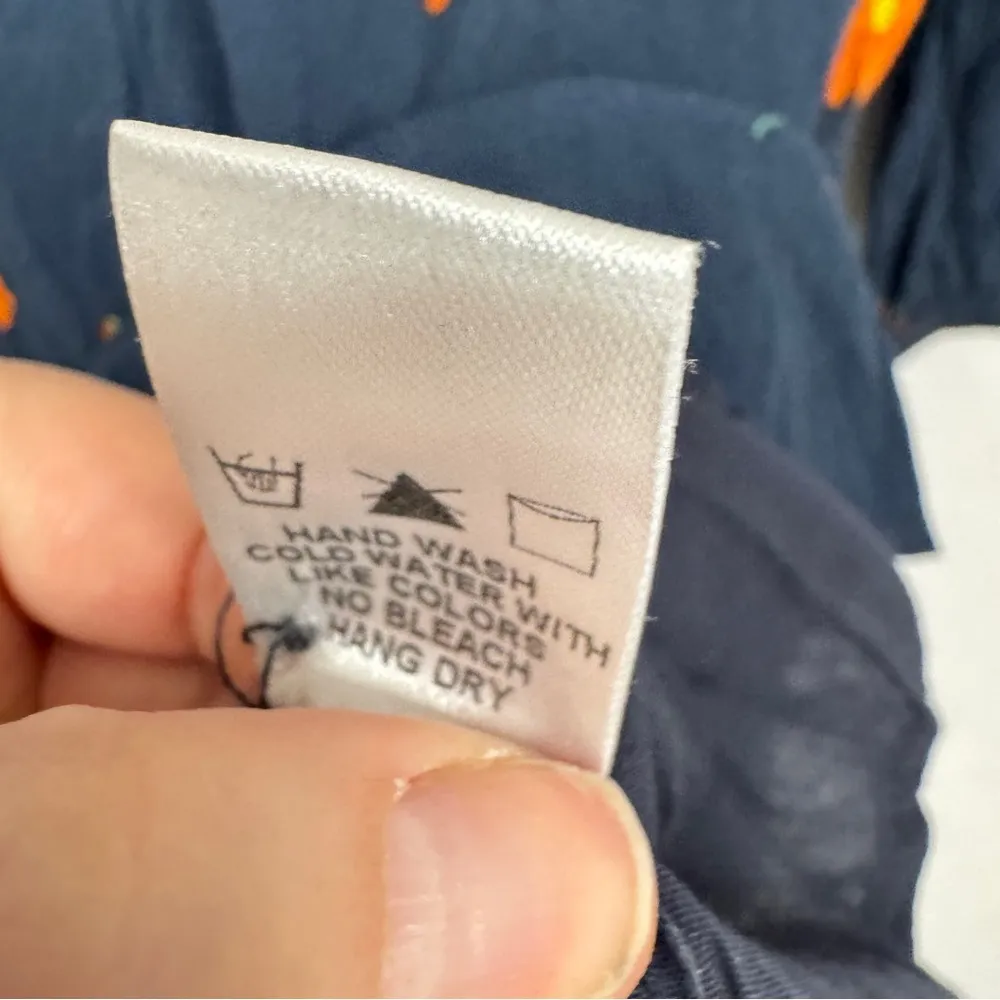 HAND WASH
COLD WATER WITH
LIKE COLORS
NO BLEACH
HANG DRY